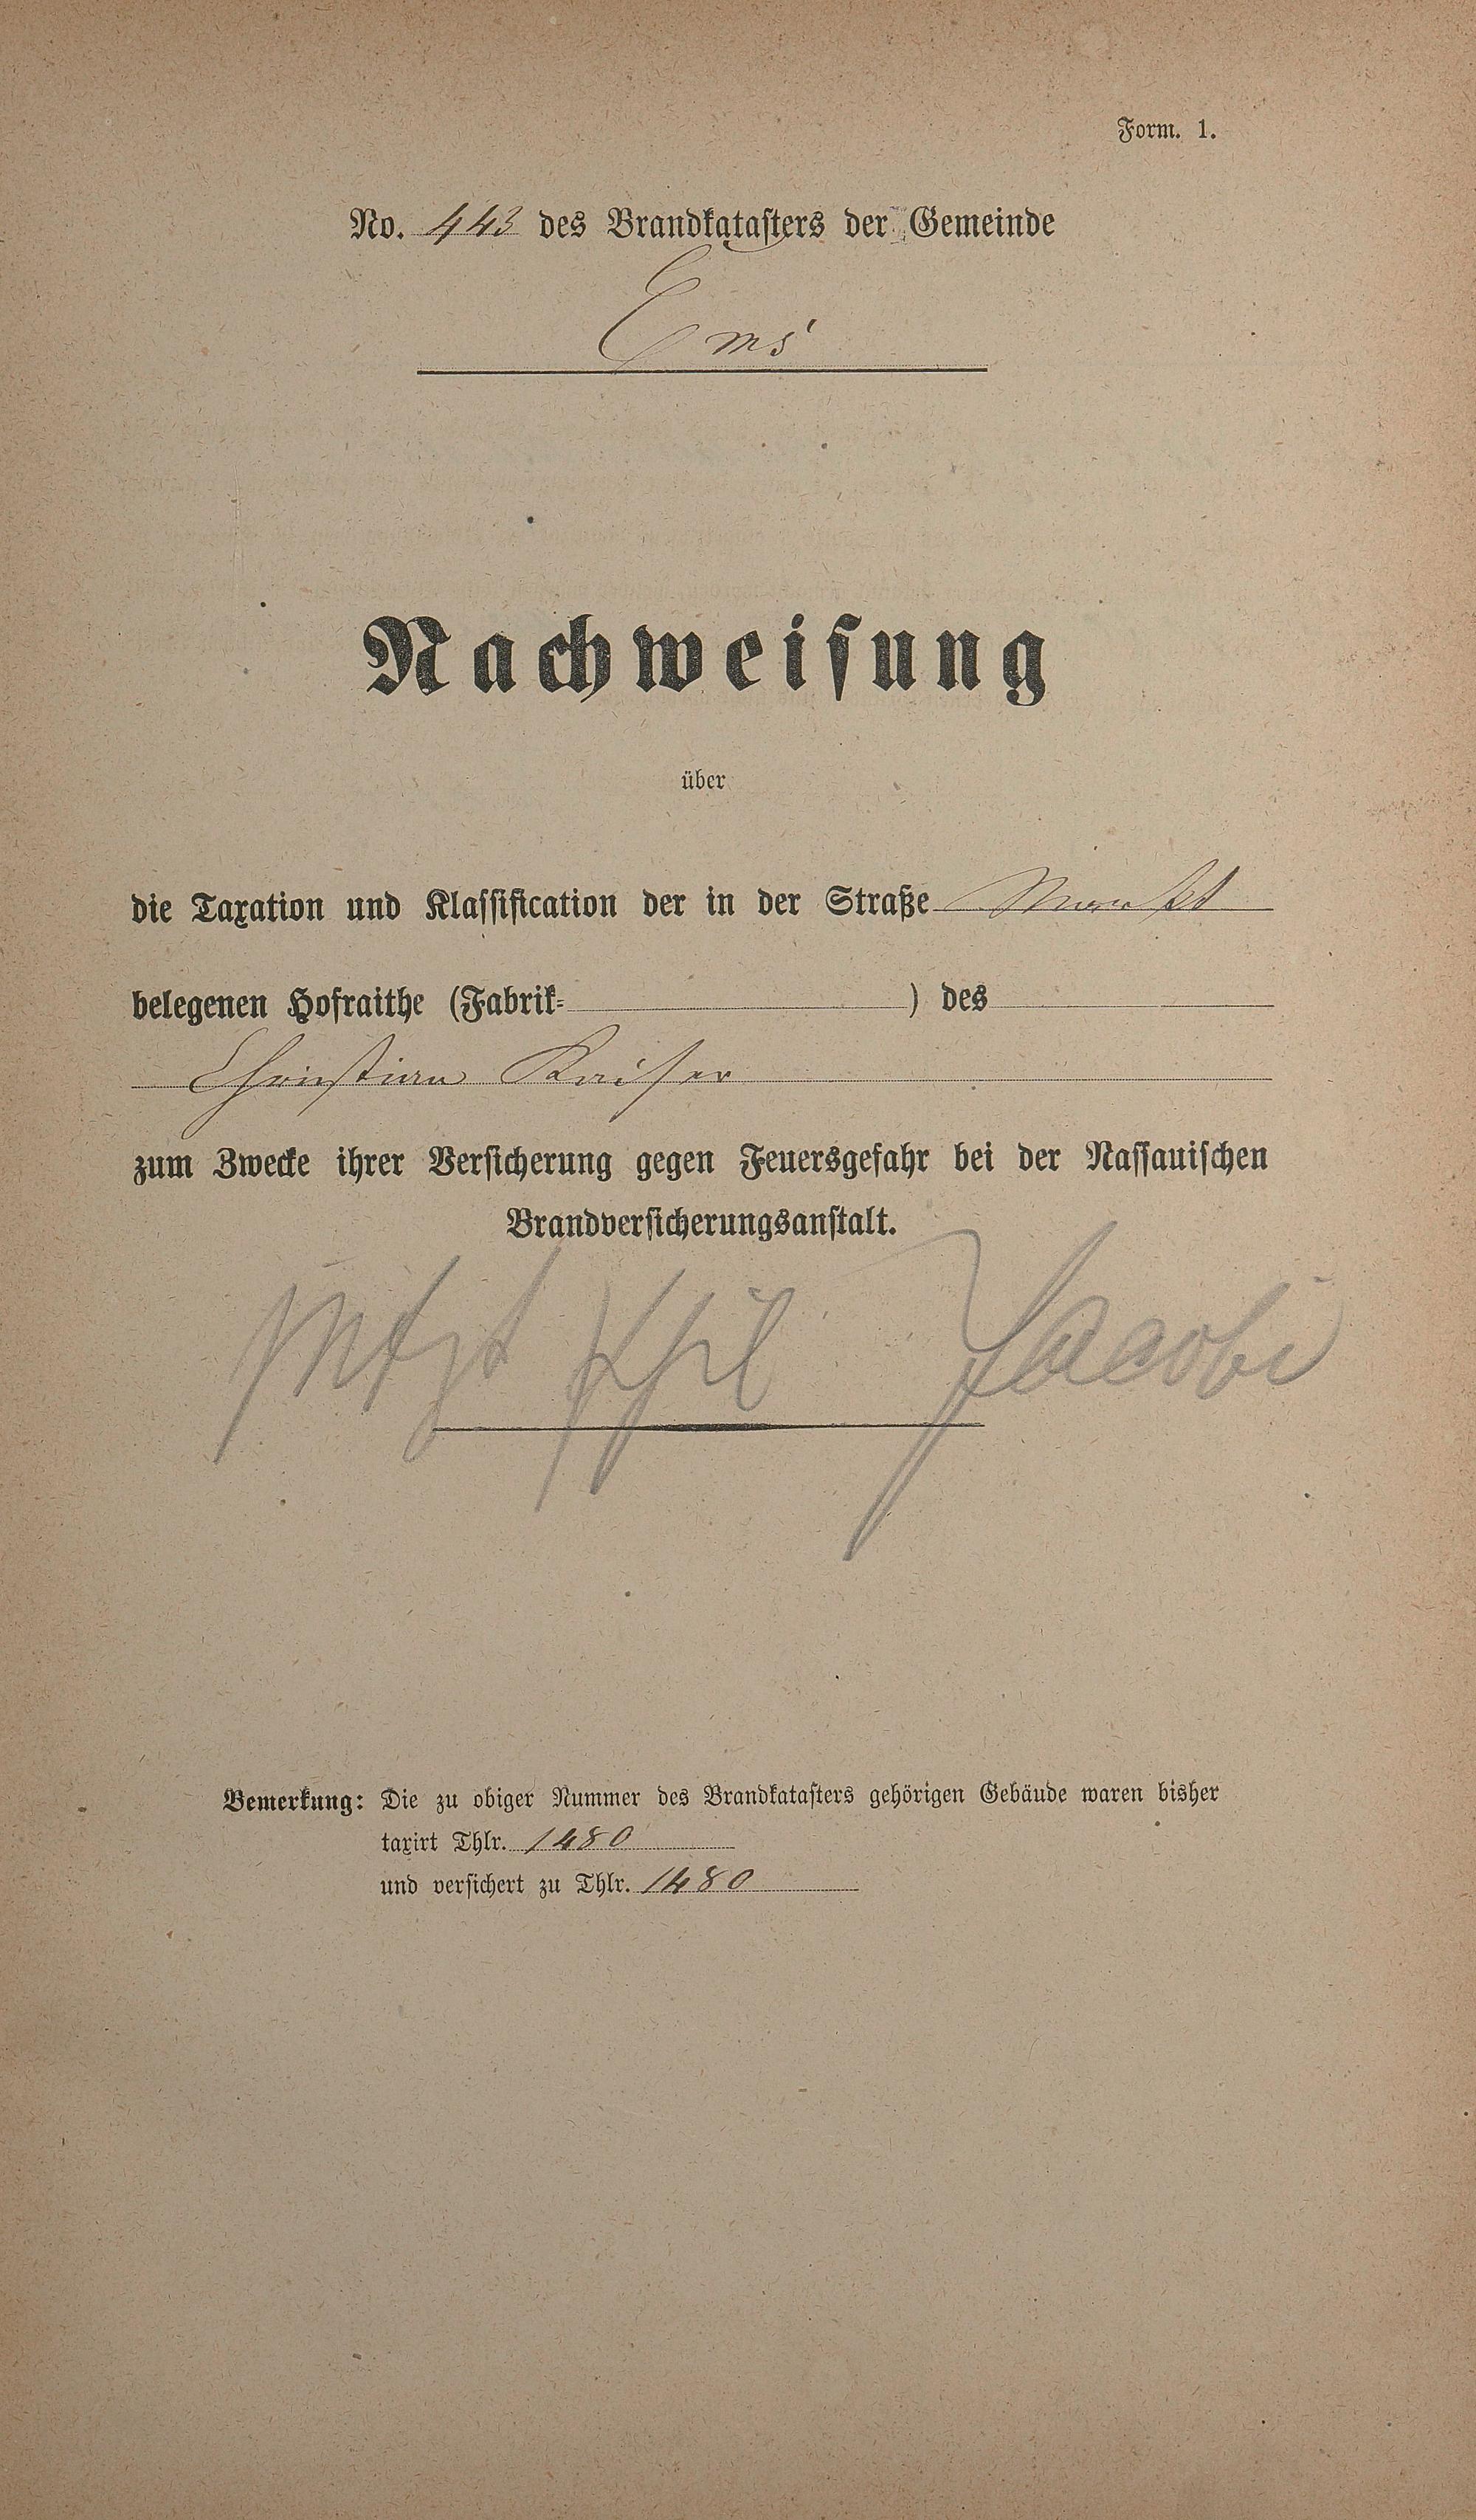 Form. 1.
No. 443 des Brandkatasters der Gemeinde
Ems
Nachweisung
über
die Taxation und Klassification der in der Straße Markt
belegenen Hofraithe (Fabrik- ) des
Christian Kaiser
zum Zwecke ihrer Versicherung gegen Feuersgefahr bei der Nassauischen
Brandversicherungsanstalt.
Jacobi
Bemerkung: Die zu obiger Nummer des Brandkatasters gehörigen Gebäude waren bisher
taxirt Thlr. 1480
und versichert zu Thlr. 1480